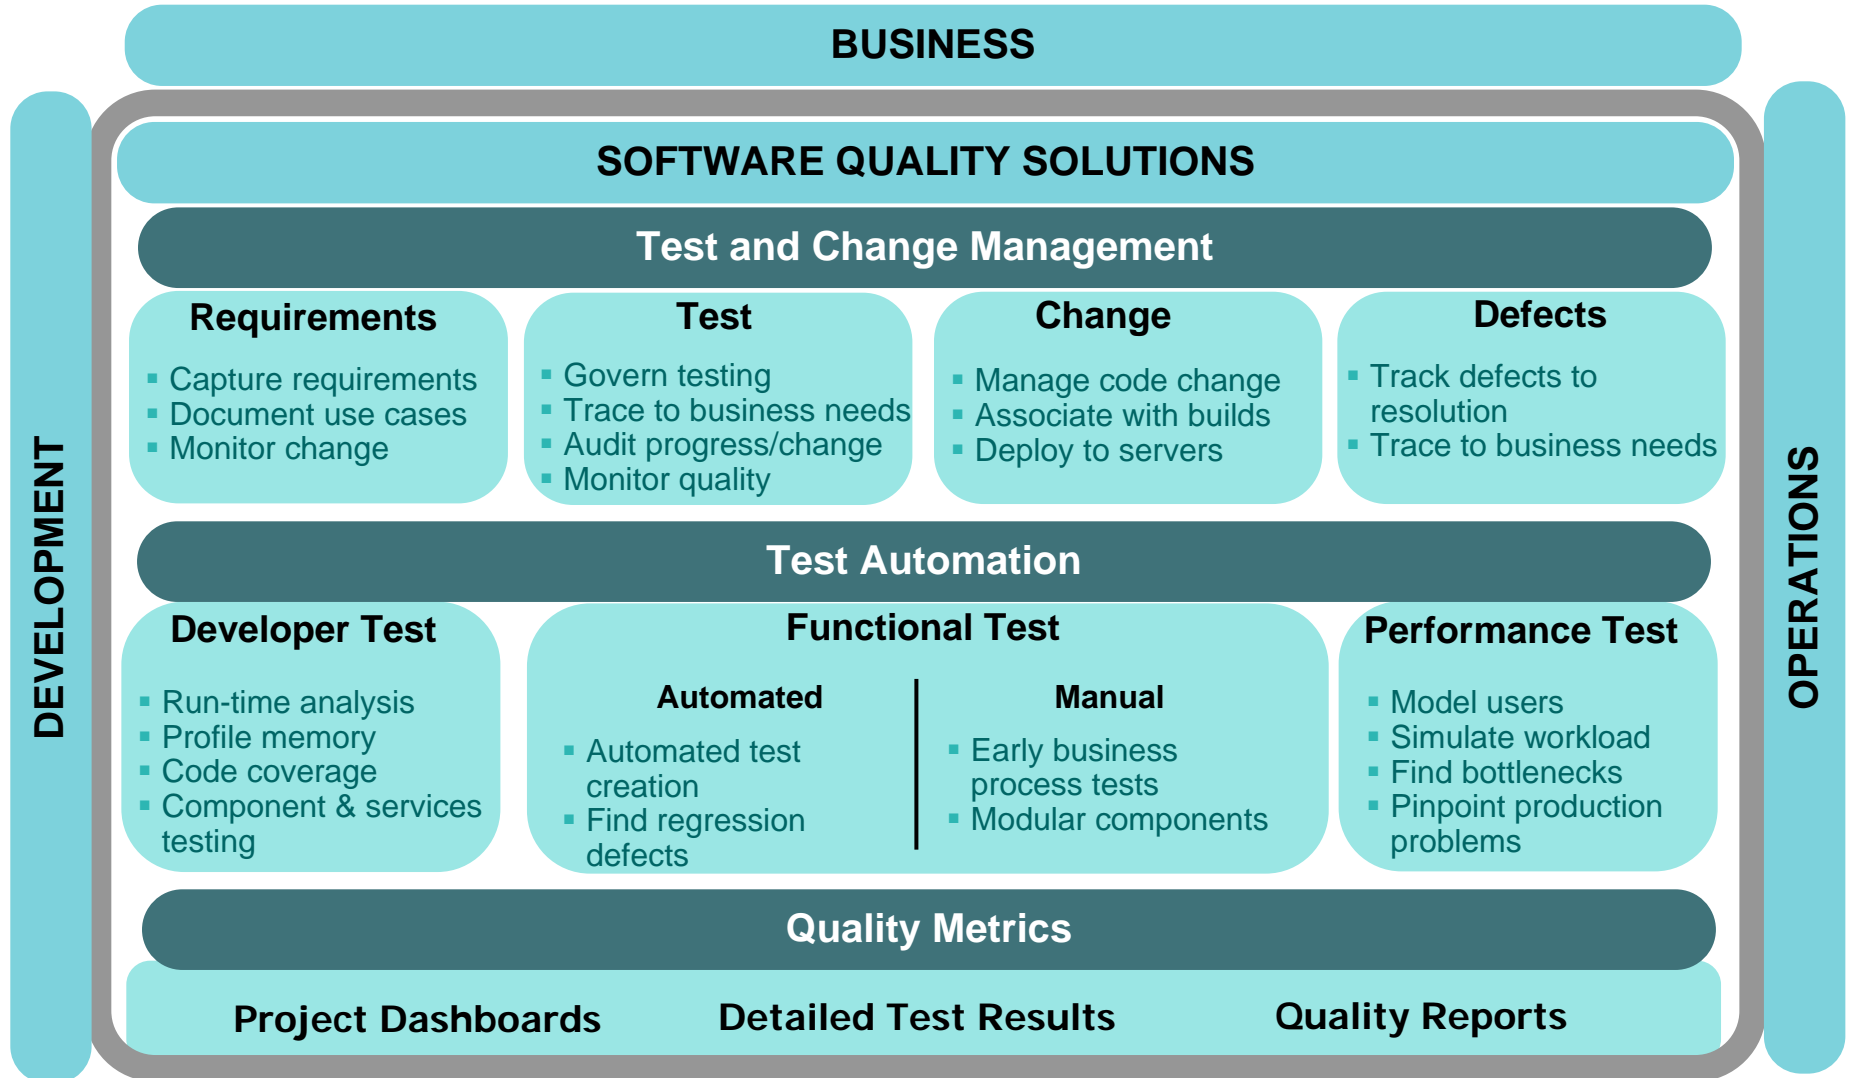 BUSINESS
DEVELOPMENT
OPERATIONS
SOFTWARE QUALITY SOLUTIONS
Test and Change Management
Requirements
▪ Capture requirements
▪ Document use cases
▪ Monitor change
Test
▪ Govern testing
▪ Trace to business needs
▪ Audit progress/change
▪ Monitor quality
Change
▪ Manage code change
▪ Associate with builds
▪ Deploy to servers
Defects
▪ Track defects to
resolution
▪ Trace to business needs
Test Automation
Developer Test
▪ Run-time analysis
▪ Profile memory
▪ Code coverage
▪ Component & services
testing
Functional Test
Automated
▪ Automated test
creation
▪ Find regression
defects
Manual
▪ Early business
process tests
▪ Modular components
Performance Test
▪ Model users
▪ Simulate workload
▪ Find bottlenecks
▪ Pinpoint production
problems
Quality Metrics
Project Dashboards
Detailed Test Results
Quality Reports